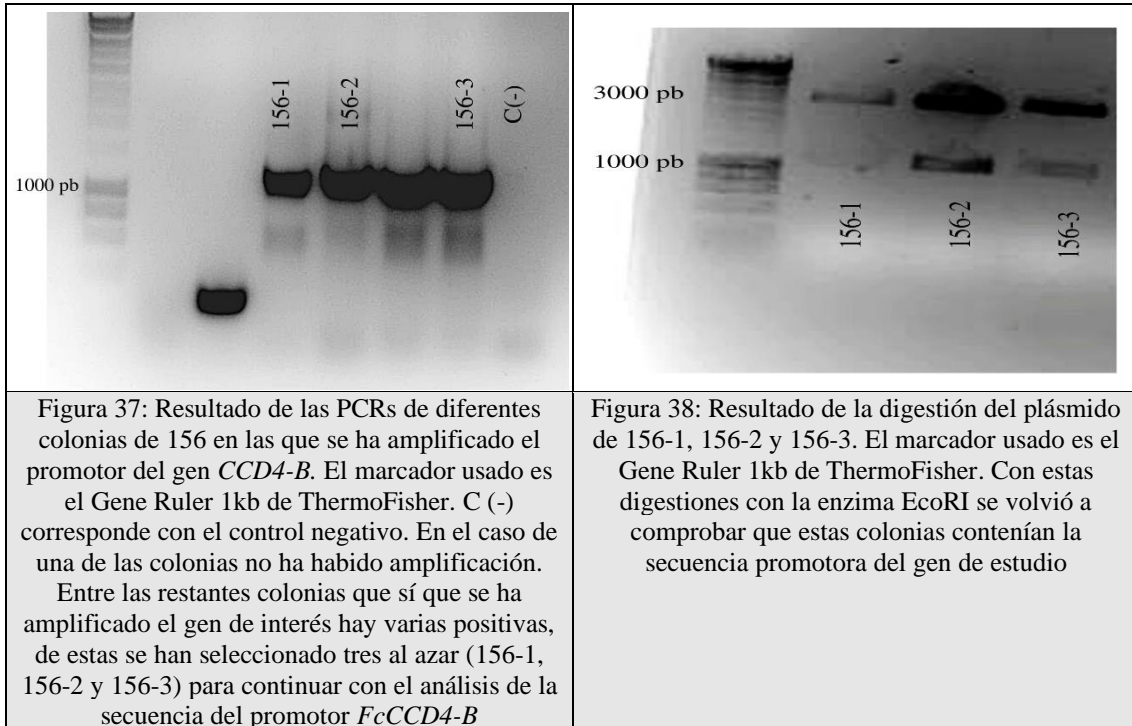 156-1
156-2
156-3
C(-)
1000 pb
3000 pb
1000 pb
156-1
156-2
156-3
Figura 37: Resultado de las PCRs de diferentes
colonias de 156 en las que se ha amplificado el
promotor del gen CCD4-B. El marcador usado es
el Gene Ruler 1kb de ThermoFisher. C (-)
corresponde con el control negativo. En el caso de
una de las colonias no ha habido amplificación.
Entre las restantes colonias que sí que se ha
amplificado el gen de interés hay varias positivas,
de estas se han seleccionado tres al azar (156-1,
156-2 y 156-3) para continuar con el análisis de la
secuencia del promotor FcCCD4-B
Figura 38: Resultado de la digestión del plásmido
de 156-1, 156-2 y 156-3. El marcador usado es el
Gene Ruler 1kb de ThermoFisher. Con estas
digestiones con la enzima EcoRI se volvió a
comprobar que estas colonias contenían la
secuencia promotora del gen de estudio